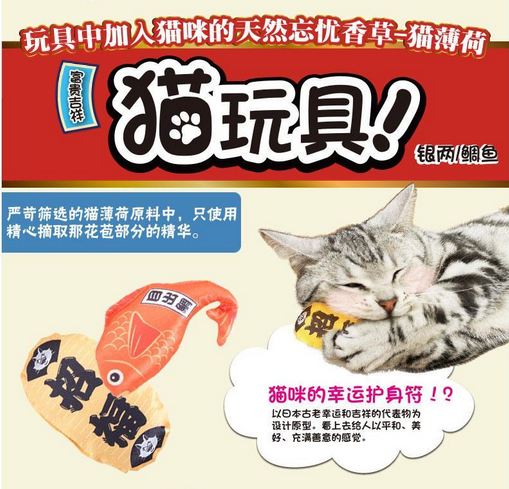 玩具中加入猫咪的天然忘忧香草-猫薄荷
富贵吉祥
猫玩具!
银两/鲷鱼
严苛筛选的猫薄荷原料中，只使用
精心摘取那花苞部分的精华。
招福
猫咪的幸运护身符!?
以日本古老幸运和吉祥的代表物为
设计原型。看上去给人以平和、美
好、充满善意的感觉。